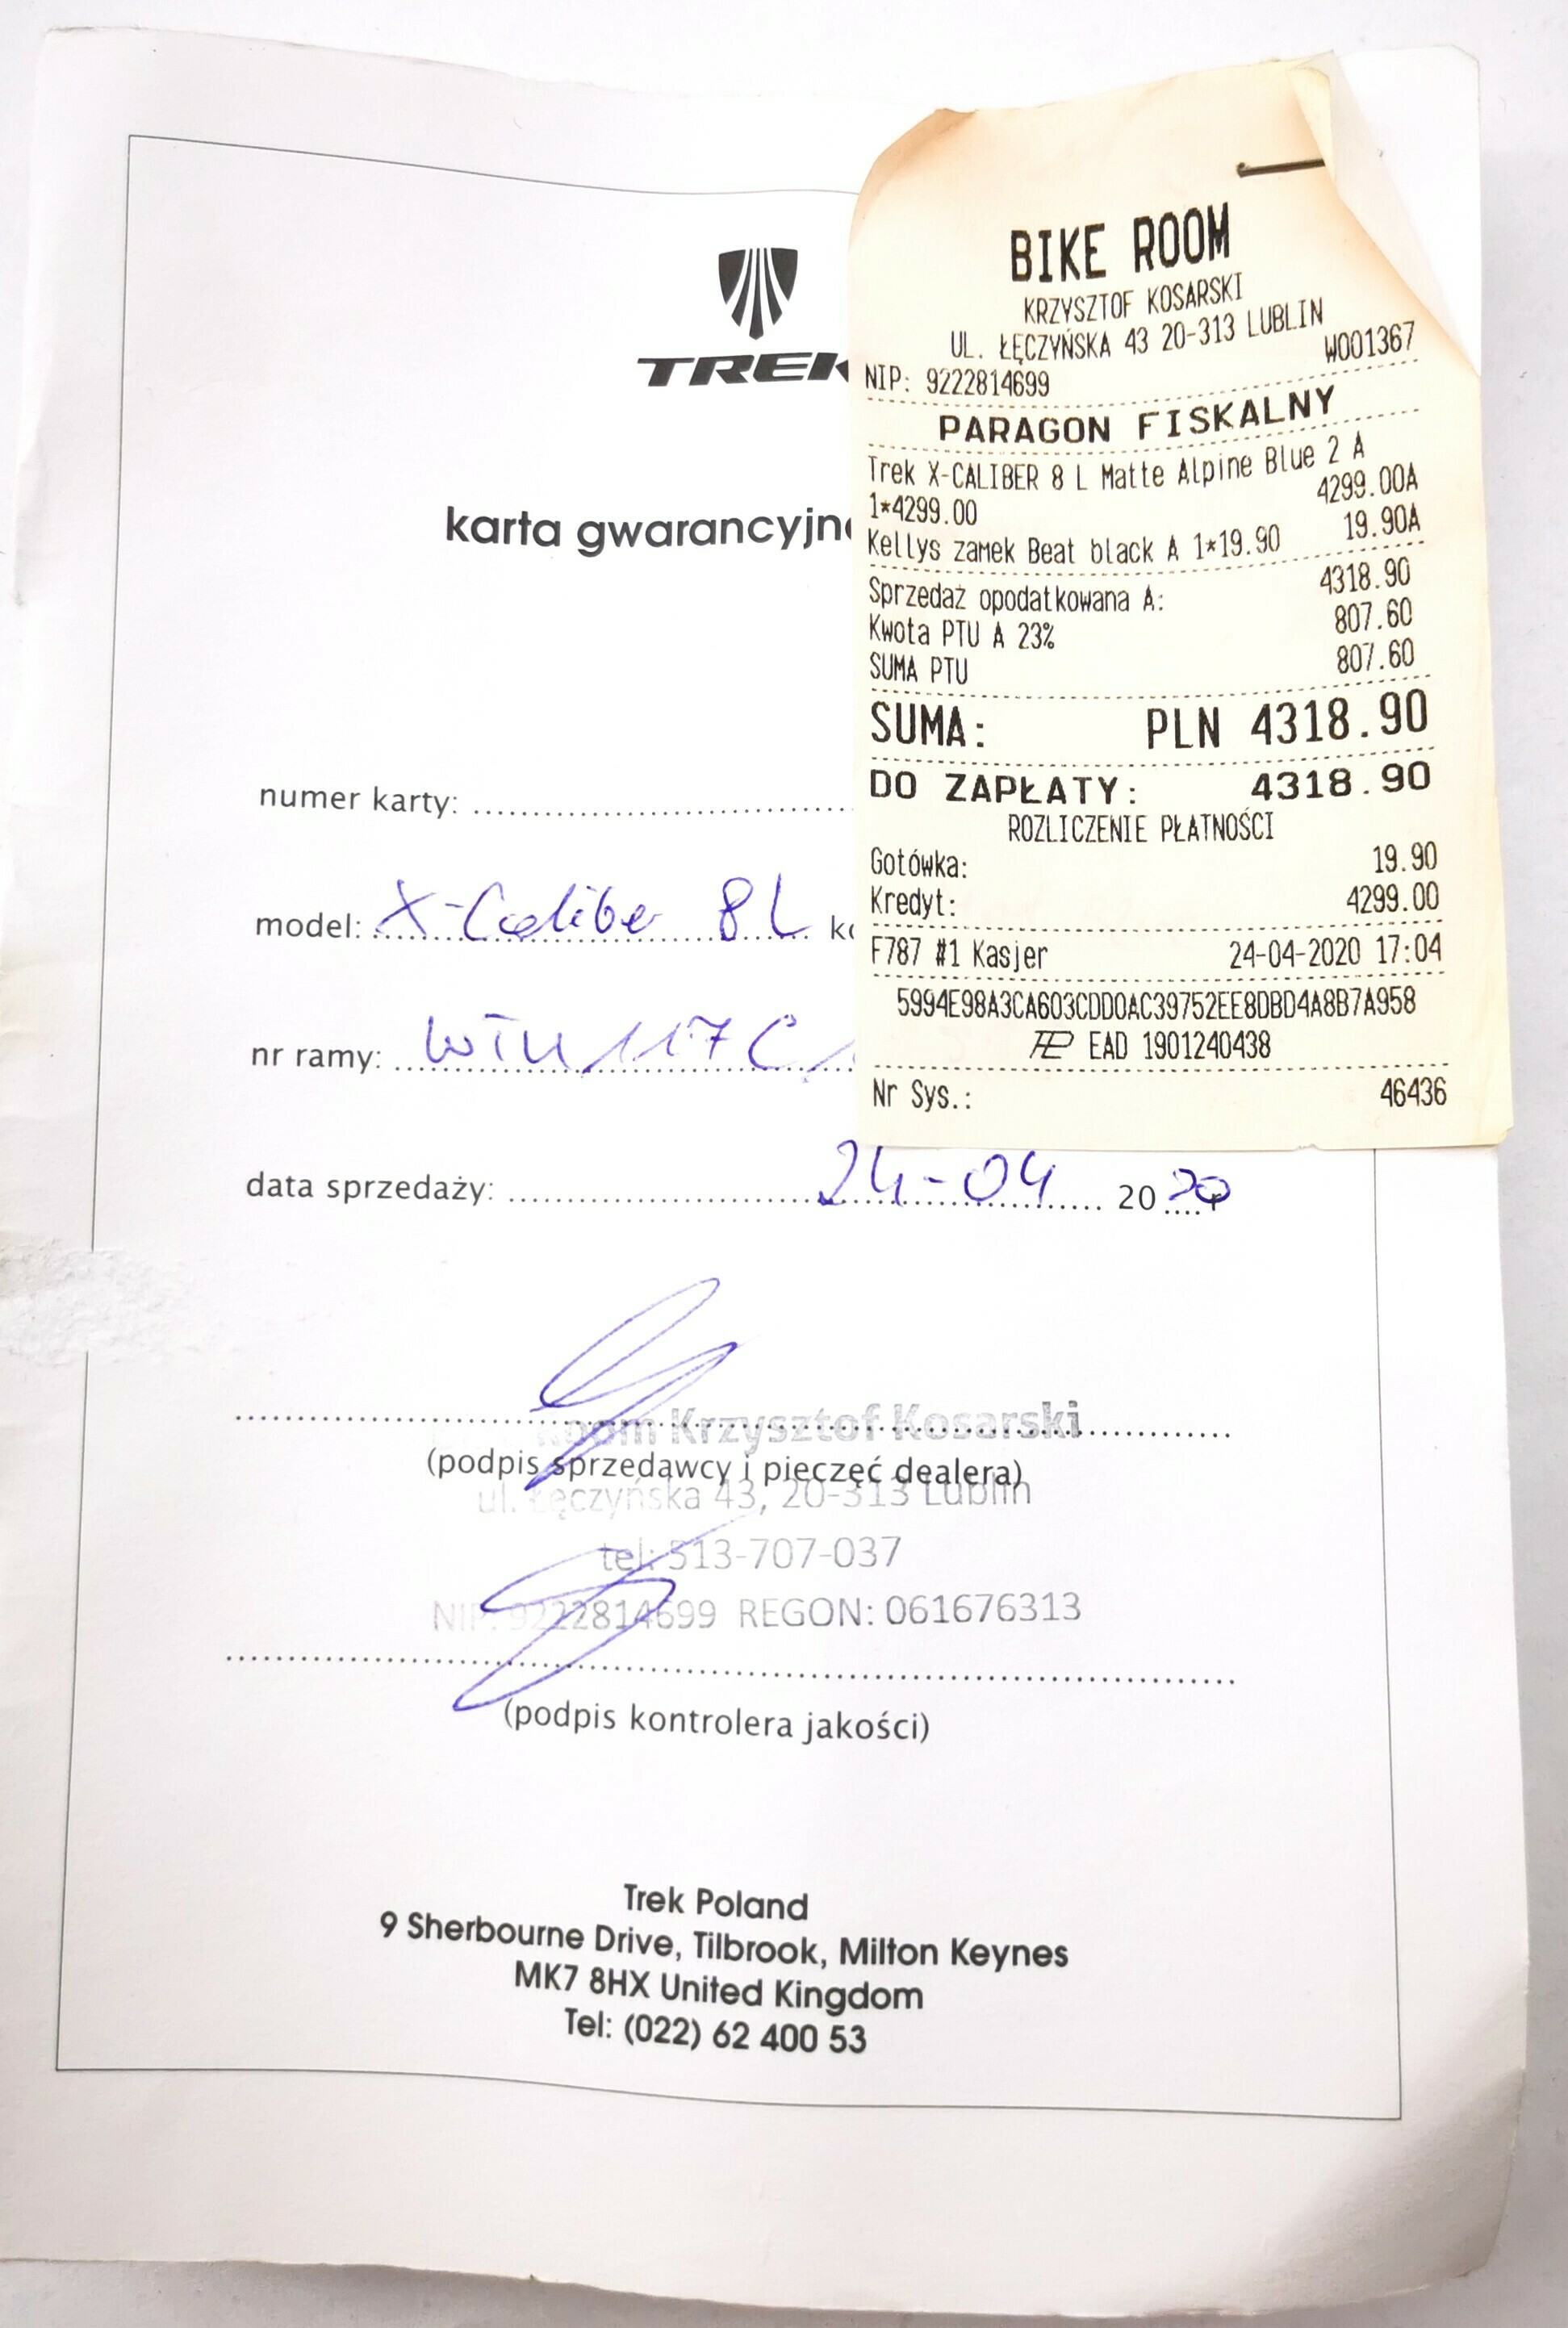 TREK
karta gwarancyjn
numer karty:
model: X-Caliber 8 L
nr ramy: WTU 117 C
data sprzedaży: 24-04 2020 r
Room Krzysztof Kosarski
(podpis sprzedawcy i pieczęć dealera)
ul. Łęczyńska 43, 20-313 Lublin
tel: 513-707-037
NIP: 9222814699 REGON: 061676313
(podpis kontrolera jakości)
Trek Poland
9 Sherbourne Drive, Tilbrook, Milton Keynes
MK7 8HX United Kingdom
Tel: (022) 62 400 53
BIKE ROOM
KRZYSZTOF KOSARSKI
UL. ŁĘCZYŃSKA 43 20-313 LUBLIN
NIP: 9222814699 W001367
PARAGON FISKALNY
Trek X-CALIBER 8 L Matte Alpine Blue 2 A
1*4299.00 4299.00A
Kellys zamek Beat black A 1*19.90 19.90A
Sprzedaż opodatkowana A: 4318.90
Kwota PTU A 23% 807.60
SUMA PTU 807.60
SUMA: PLN 4318.90
DO ZAPŁATY: 4318.90
ROZLICZENIE PŁATNOŚCI
Gotówka: 19.90
Kredyt: 4299.00
F787 #1 Kasjer 24-04-2020 17:04
5994E98A3CA603CDD0AC39752EE8DBD4A8B7A958
EAD 1901240438
Nr Sys.: 46436